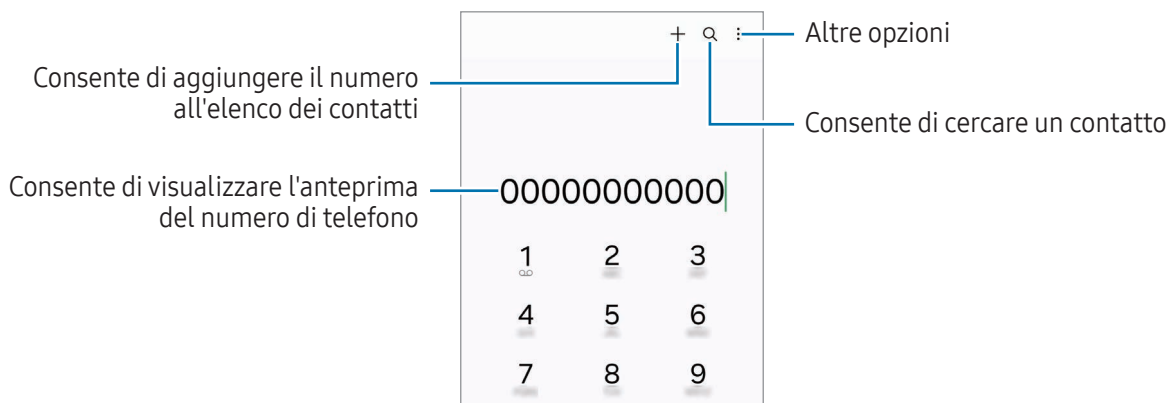 Altre opzioni
Consente di aggiungere il numero
all'elenco dei contatti
Consente di cercare un contatto
Consente di visualizzare l'anteprima
del numero di telefono
00000000000
1 2 3
4 5 6
7 8 9